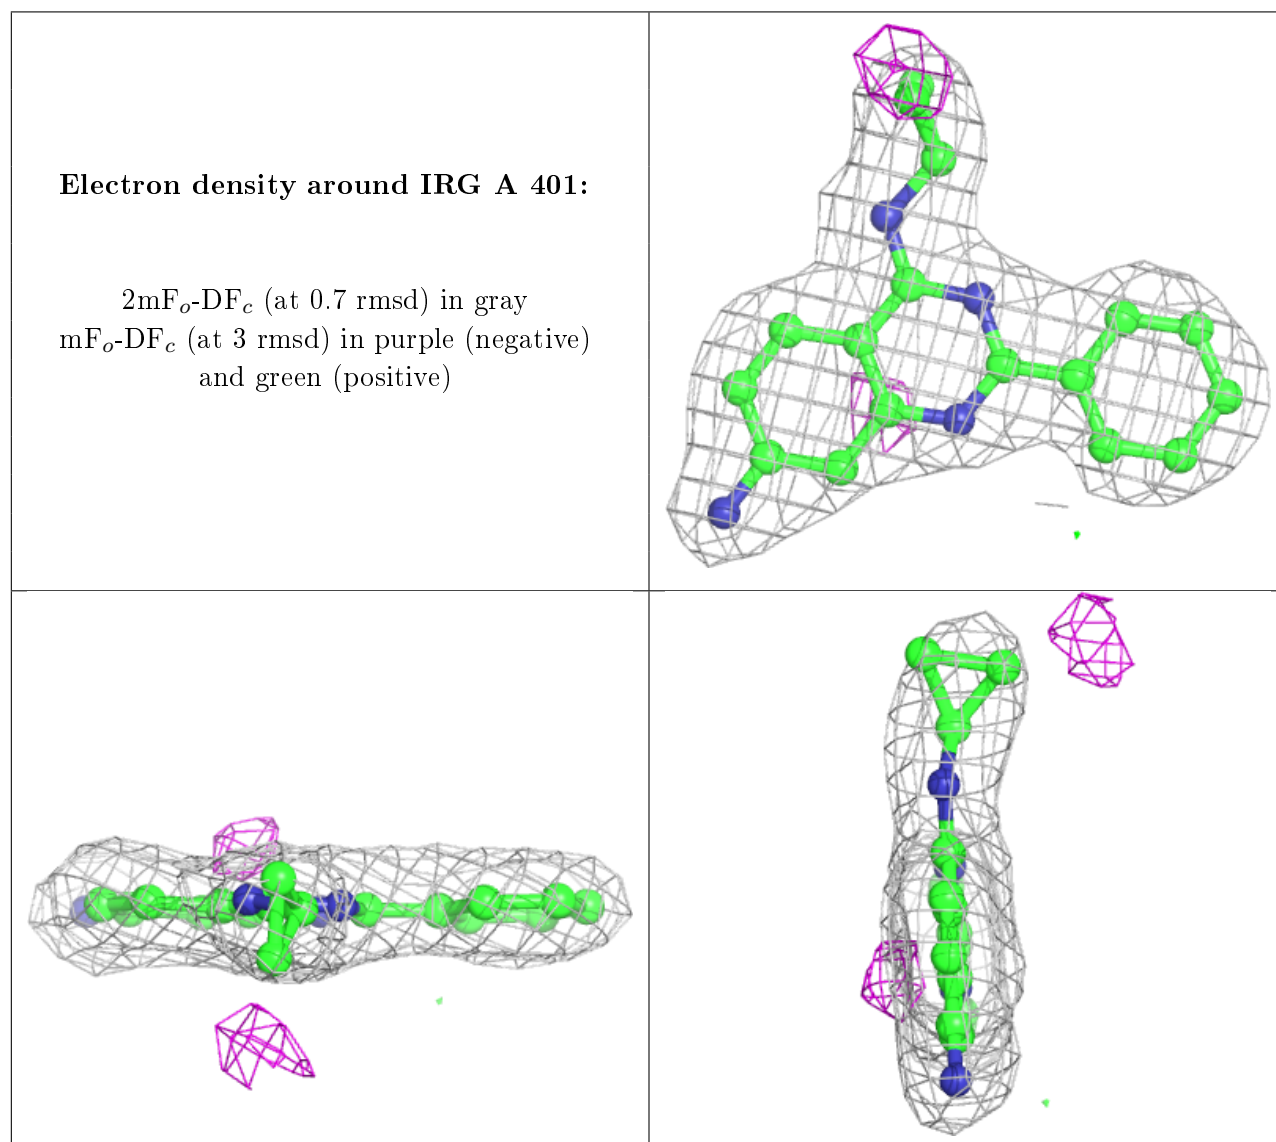 Electron density around IRG A 401:
2mFo-DFc (at 0.7 rmsd) in gray
mFo-DFc (at 3 rmsd) in purple (negative)
and green (positive)